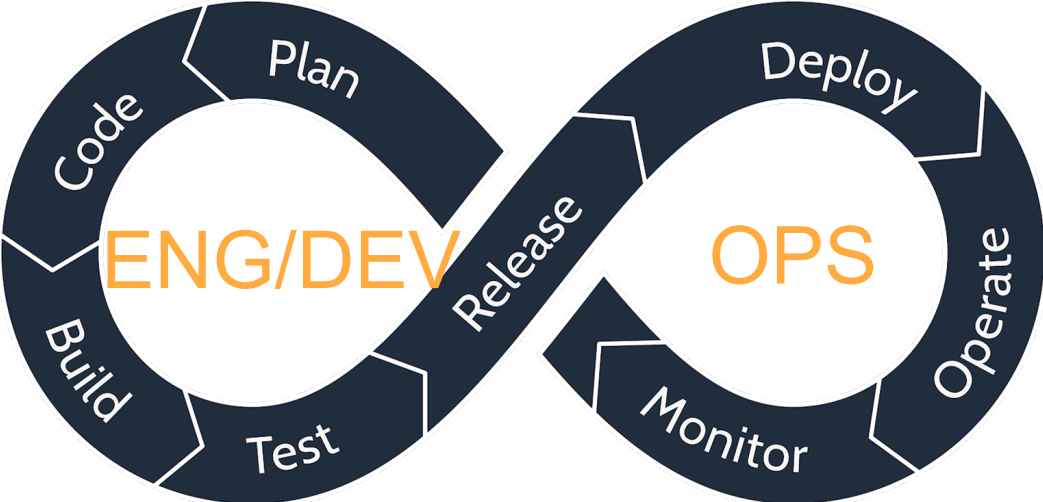 Plan
Code
Build
Test
Release
Deploy
Operate
Monitor
ENG/DEV
OPS